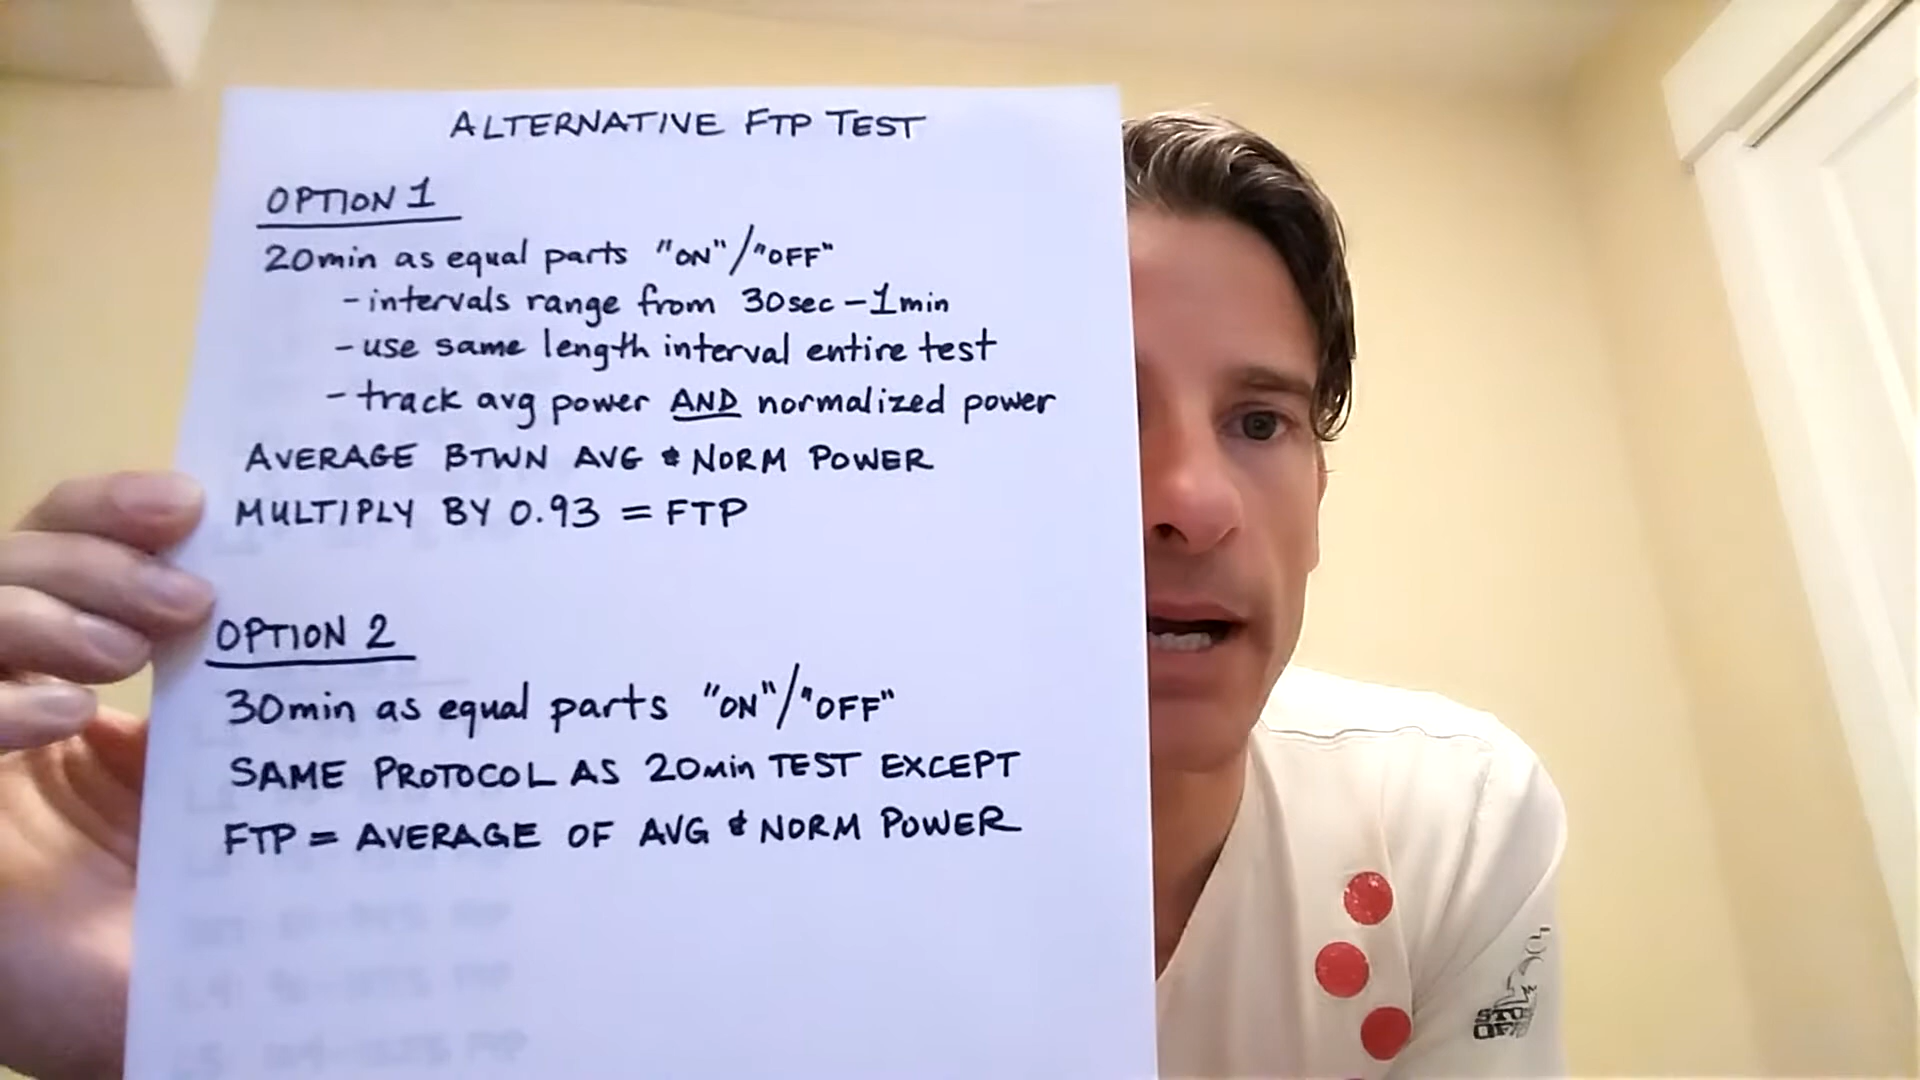 ALTERNATIVE FTP TEST
OPTION 1
20min as equal parts "ON"/"OFF"
- intervals range from 30sec - 1min
- use same length interval entire test
- track avg power AND normalized power
AVERAGE BTWN AVG & NORM POWER
MULTIPLY BY 0.93 = FTP
OPTION 2
30min as equal parts "ON"/"OFF"
SAME PROTOCOL AS 20min TEST EXCEPT
FTP = AVERAGE OF AVG & NORM POWER